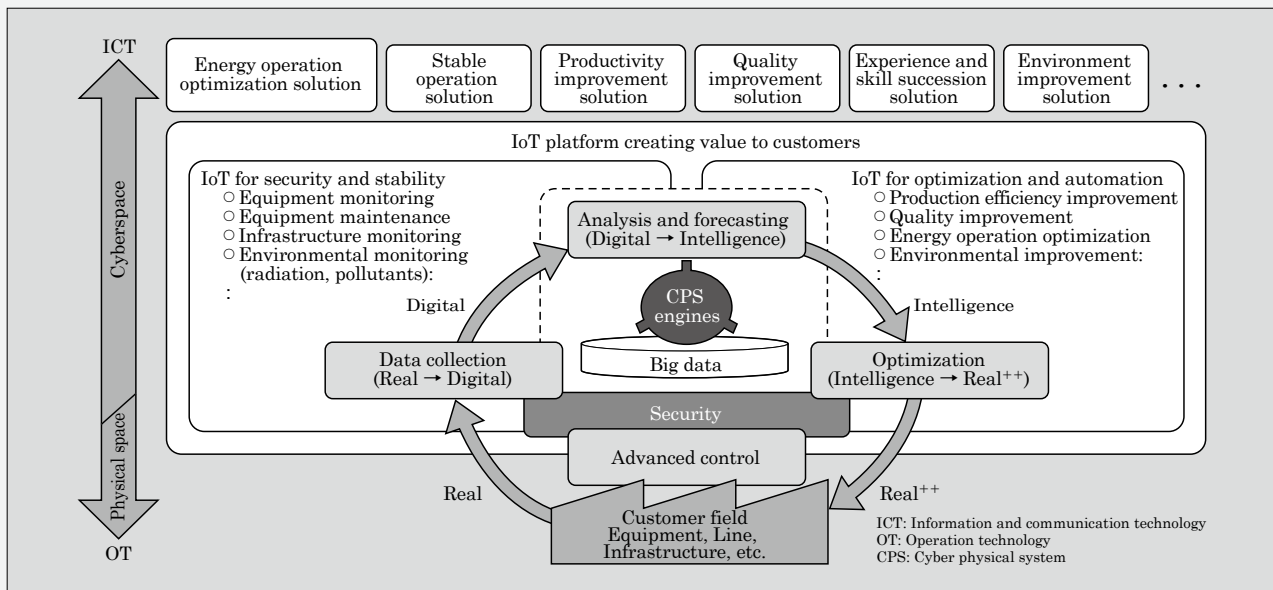 ICT
Energy operation
optimization solution
Stable
operation
solution
Productivity
improvement
solution
Quality
improvement
solution
Experience and
skill succession
solution
Environment
improvement
solution
. . .
IoT platform creating value to customers
IoT for security and stability
○ Equipment monitoring
○ Equipment maintenance
○ Infrastructure monitoring
○ Environmental monitoring
(radiation, pollutants):
:
IoT for optimization and automation
○ Production efficiency improvement
○ Quality improvement
○ Energy operation optimization
○ Environmental improvement:
:
Analysis and forecasting
(Digital → Intelligence)
Cyberspace
CPS
engines
Digital
Intelligence
Data collection
(Real → Digital)
Big data
Optimization
(Intelligence → Real⁺⁺)
Security
Advanced control
Physical space
Real
Real⁺⁺
Customer field
Equipment, Line,
Infrastructure, etc.
OT
ICT: Information and communication technology
OT: Operation technology
CPS: Cyber physical system